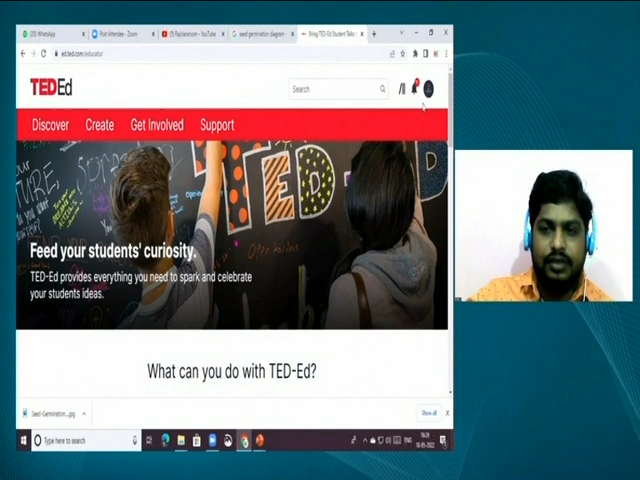 (20) WhatsApp
Post Attendee - Zoom
(1) Rajclassroom - YouTube
seed germination diagram
Bring TED-Ed Student Talks
ed.ted.com/educator
TEDEd
Search
Discover Create Get Involved Support
TED
Feed your students' curiosity.
TED-Ed provides everything you need to spark and celebrate
your students ideas.
What can you do with TED-Ed?
Seed-Germination....jpg
Show all
Type here to search
ENG